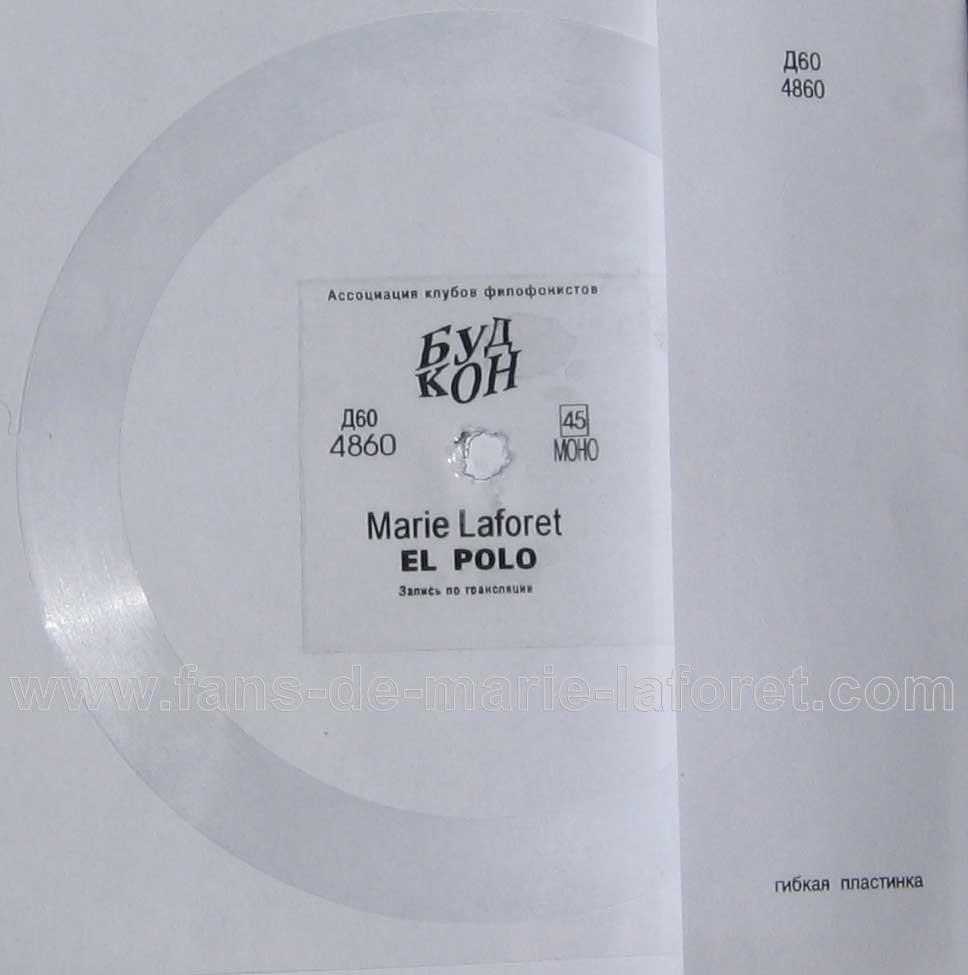 Д60
4860
Ассоциация клубов филофонистов
БУД
КОН
Д60
4860
45
МОНО
Marie Laforet
EL POLO
Запись по трансляции
www.fans-de-marie-laforet.com
гибкая пластинка